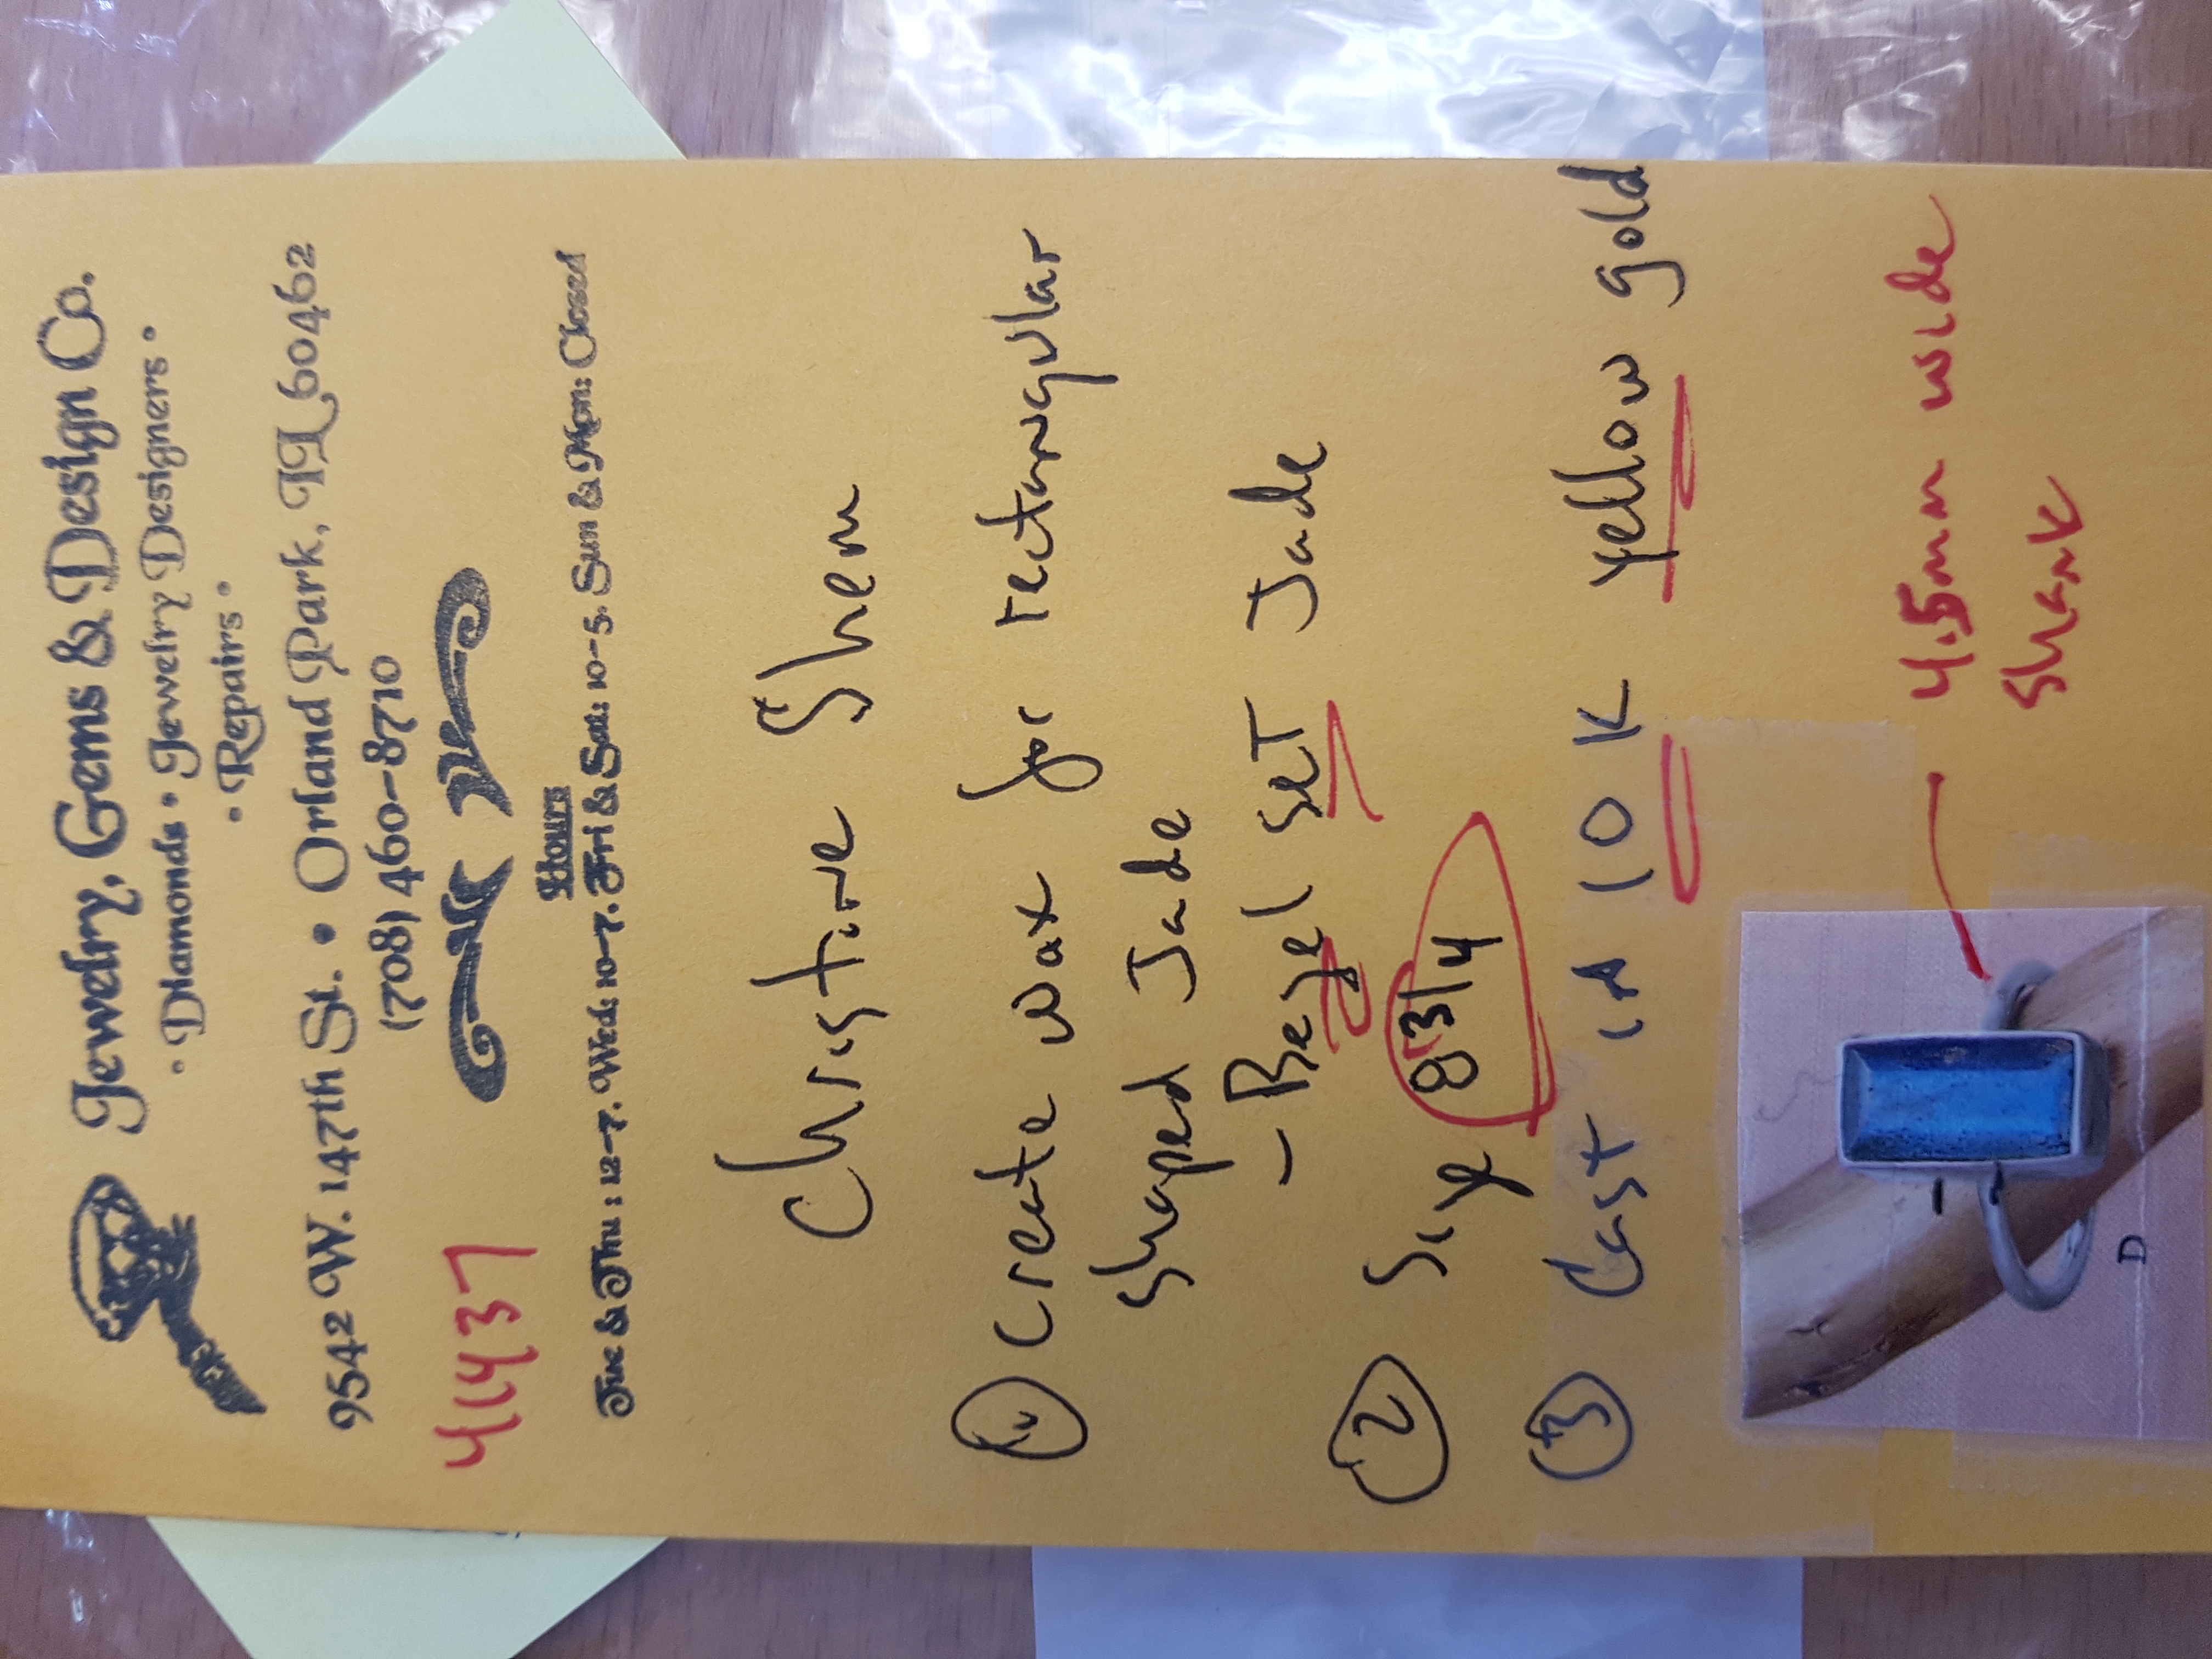 Jewelry, Gems & Design Co.
• Diamonds • Jewelry Designers •
• Repairs •
9542 W. 147th St. • Orland Park, IL 60462
(708) 460-8710
41437
Hours
Tue & Thu : 12-7. Wed: 10-7. Fri & Sat: 10-5. Sun & Mon: Closed
Christine Shem
1 Create wax for rectangular
shaped Jade
- Bezel set Jade
2 Size 8 3/4
3 Cast in 10 K yellow gold
4.5mm wide
shank
D